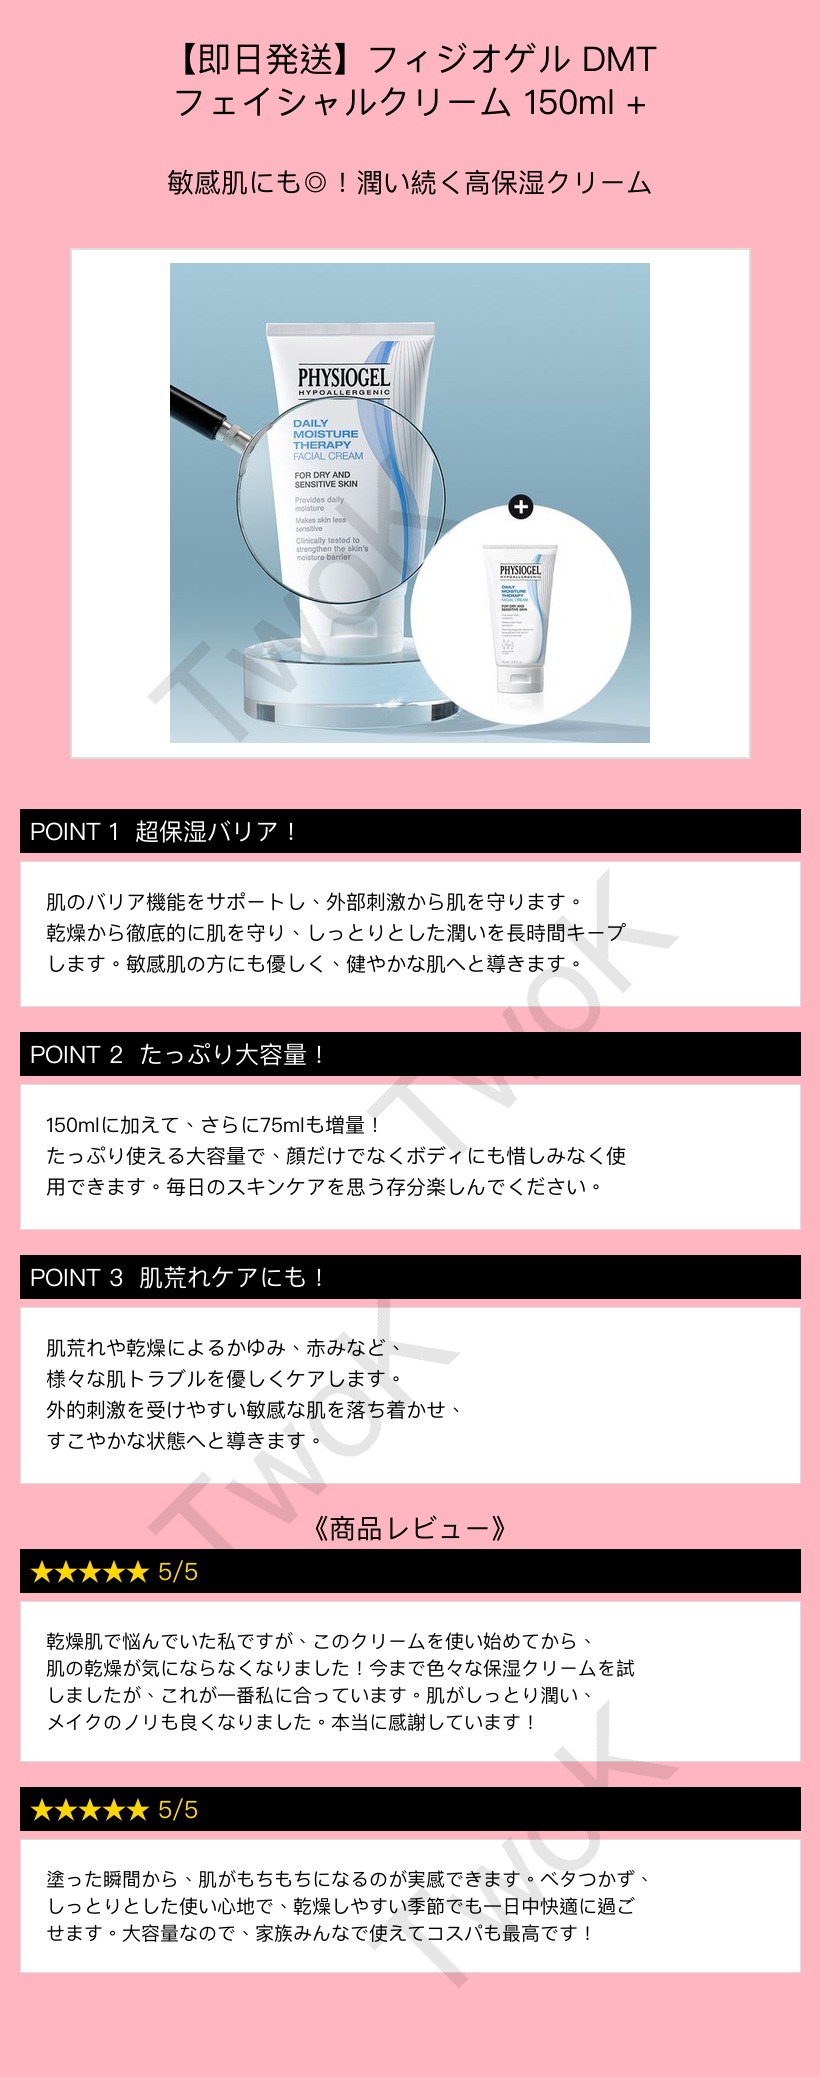 【即日発送】フィジオゲル DMT
フェイシャルクリーム 150ml +
敏感肌にも◎！潤い続く高保湿クリーム
PHYSIOGEL
HYPOALLERGENIC
DAILY
MOISTURE
THERAPY
FACIAL CREAM
FOR DRY AND
SENSITIVE SKIN
Provides daily
moisture
Makes skin less
sensitive
Clinically tested to
strengthen the skin's
moisture barrier
PHYSIOGEL
HYPOALLERGENIC
DAILY
MOISTURE
THERAPY
FACIAL CREAM
FOR DRY AND
SENSITIVE SKIN
TwoK
POINT 1 超保湿バリア！
肌のバリア機能をサポートし、外部刺激から肌を守ります。
乾燥から徹底的に肌を守り、しっとりとした潤いを長時間キープ
します。敏感肌の方にも優しく、健やかな肌へと導きます。
TwoK
POINT 2 たっぷり大容量！
150mlに加えて、さらに75mlも増量！
たっぷり使える大容量で、顔だけでなくボディにも惜しみなく使
用できます。毎日のスキンケアを思う存分楽しんでください。
POINT 3 肌荒れケアにも！
肌荒れや乾燥によるかゆみ、赤みなど、
様々な肌トラブルを優しくケアします。
外的刺激を受けやすい敏感な肌を落ち着かせ、
すこやかな状態へと導きます。
TwoK
《商品レビュー》
★★★★★ 5/5
乾燥肌で悩んでいた私ですが、このクリームを使い始めてから、
肌の乾燥が気にならなくなりました！今まで色々な保湿クリームを試
しましたが、これが一番私に合っています。肌がしっとり潤い、
メイクのノリも良くなりました。本当に感謝しています！
★★★★★ 5/5
塗った瞬間から、肌がもちもちになるのが実感できます。ベタつかず、
しっとりとした使い心地で、乾燥しやすい季節でも一日中快適に過ご
せます。大容量なので、家族みんなで使えてコスパも最高です！
TwoK